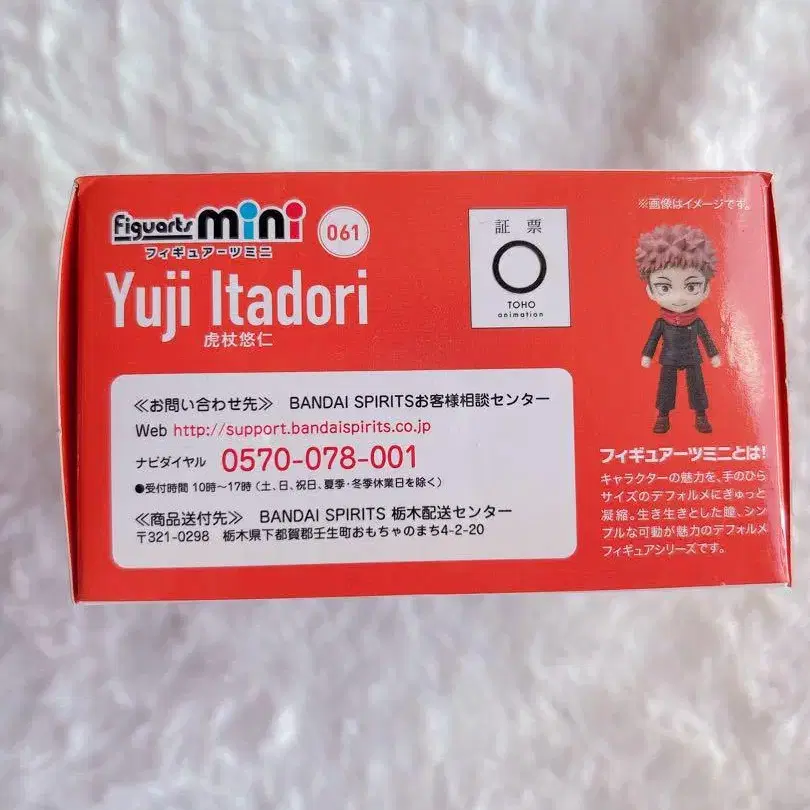 Figuarts mini
フィギュアーツミニ
061
Yuji Itadori
虎杖悠仁
証票
TOHO
animation
※画像はイメージです。
≪お問い合わせ先≫ BANDAI SPIRITSお客様相談センター
Web http://support.bandaispirits.co.jp
ナビダイヤル 0570-078-001
●受付時間 10時～17時(土、日、祝日、夏季・冬季休業日を除く)
≪商品送付先≫ BANDAI SPIRITS 栃木配送センター
〒321-0298 栃木県下都賀郡壬生町おもちゃのまち4-2-20
フィギュアーツミニとは!
キャラクターの魅力を、手のひら
サイズのデフォルメにぎゅっと
凝縮。生き生きとした瞳、シン
プルな可動が魅力のデフォルメ
フィギュアシリーズです。